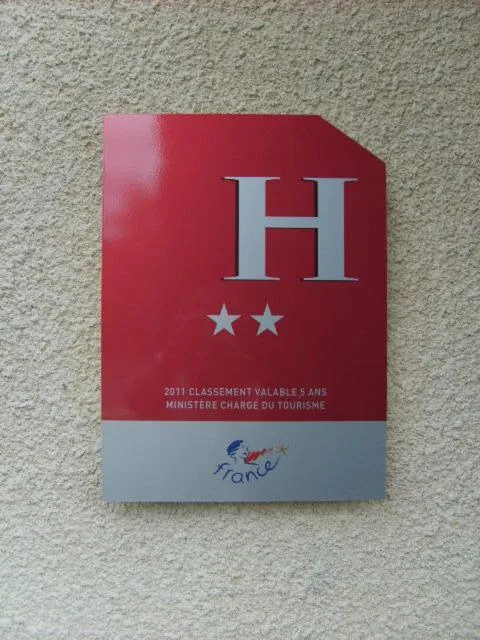 H
2011 CLASSEMENT VALABLE 5 ANS
MINISTÈRE CHARGÉ DU TOURISME
france